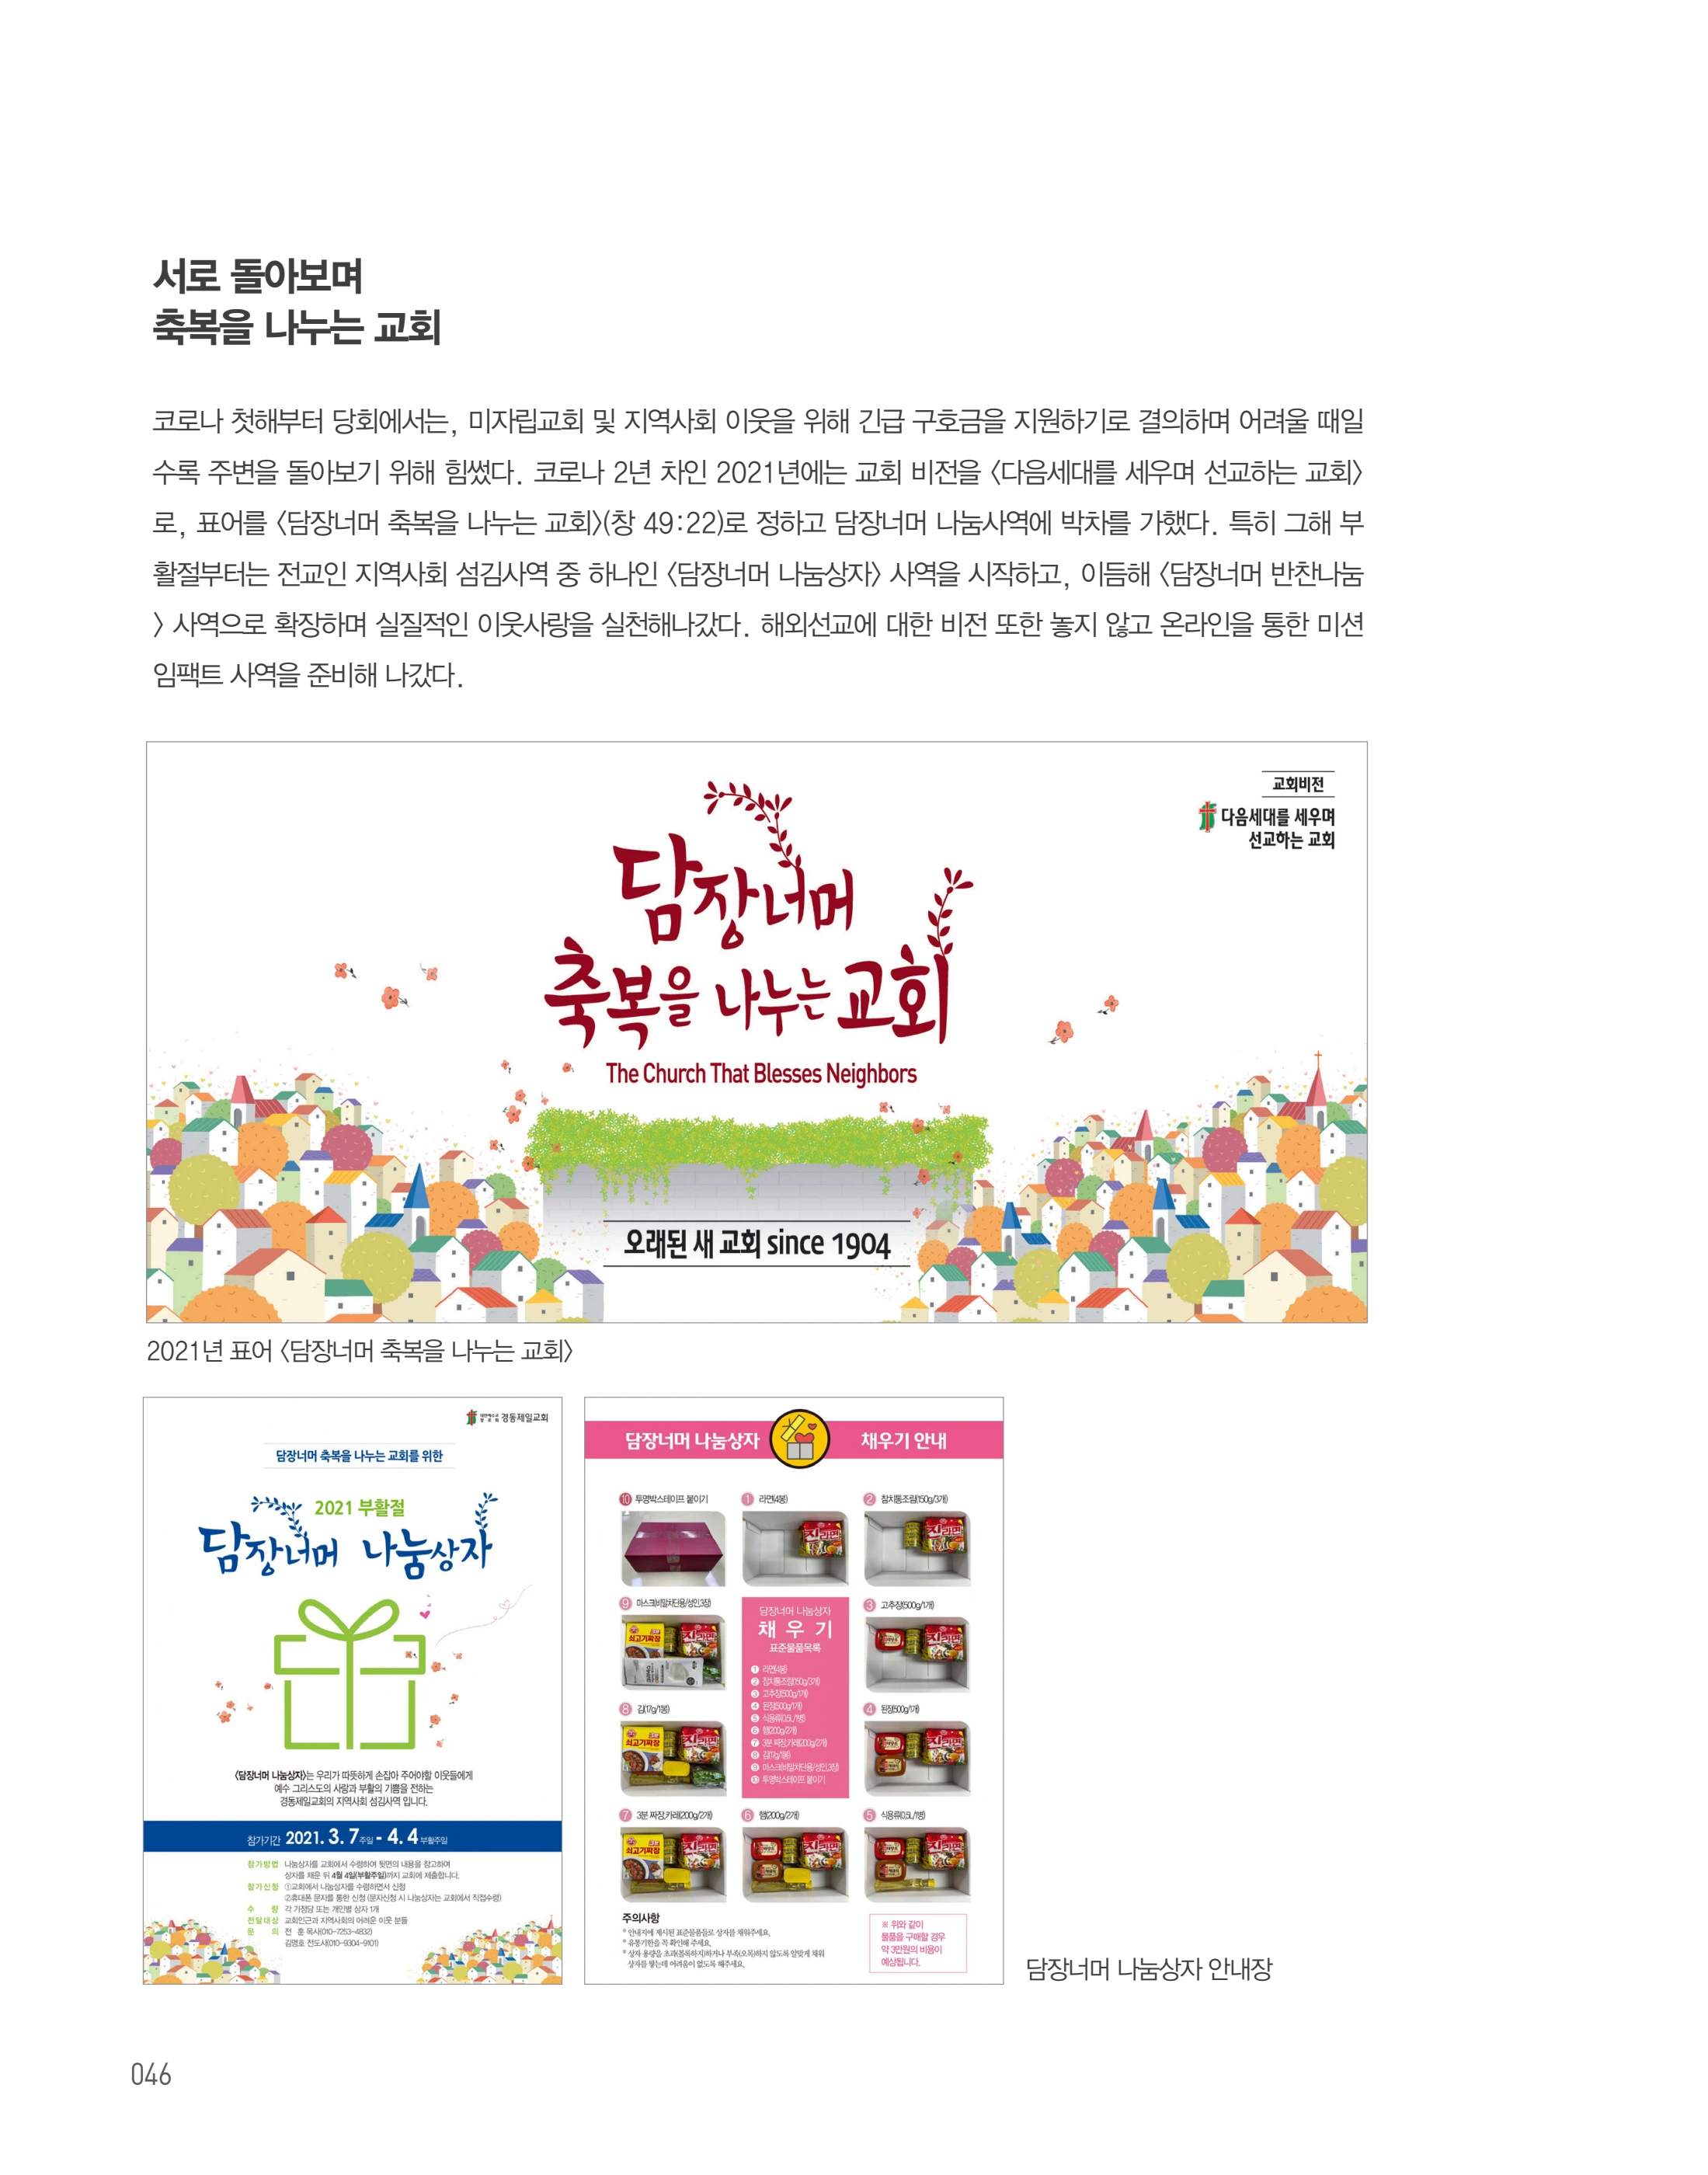 서로 돌아보며
축복을 나누는 교회
코로나 첫해부터 당회에서는, 미자립교회 및 지역사회 이웃을 위해 긴급 구호금을 지원하기로 결의하며 어려울 때일
수록 주변을 돌아보기 위해 힘썼다. 코로나 2년 차인 2021년에는 교회 비전을 〈다음세대를 세우며 선교하는 교회〉
로, 표어를 〈담장너머 축복을 나누는 교회〉(창 49:22)로 정하고 담장너머 나눔사역에 박차를 가했다. 특히 그해 부
활절부터는 전교인 지역사회 섬김사역 중 하나인 〈담장너머 나눔상자〉 사역을 시작하고, 이듬해 〈담장너머 반찬나눔
〉 사역으로 확장하며 실질적인 이웃사랑을 실천해나갔다. 해외선교에 대한 비전 또한 놓지 않고 온라인을 통한 미션
임팩트 사역을 준비해 나갔다.
교회비전
다음세대를 세우며
선교하는 교회
담장너머
축복을 나누는 교회
The Church That Blesses Neighbors
오래된 새 교회 since 1904
2021년 표어 〈담장너머 축복을 나누는 교회〉
경동제일교회
담장너머 축복을 나누는 교회를 위한
2021 부활절
담장너머 나눔상자
〈담장너머 나눔상자〉는 우리가 따뜻하게 손잡아 주어야할 이웃들에게
예수 그리스도의 사랑과 부활의 기쁨을 전하는
경동제일교회의 지역사회 섬김사역 입니다.
참가기간 2021. 3. 7 주일 - 4. 4 부활주일
참가방법 나눔상자를 교회에서 수령하여 뒷면의 내용을 참고하여
상자를 채운 뒤 4월 4일(부활주일)까지 교회에 제출합니다.
참가신청 ①교회에서 나눔상자를 수령하면서 신청
②휴대폰 문자를 통한 신청 (문자신청 시 나눔상자는 교회에서 직접수령)
수 량 각 가정당 또는 개인별 상자 1개
전달대상 교회인근과 지역사회의 어려운 이웃 분들
문 의 전 훈 목사(010-7253-4832)
김명호 전도사(010-9304-9101)
담장너머 나눔상자 채우기 안내
10 투명박스테이프 붙이기
1 라면(4봉)
2 참치통조림(150g/3개)
9 마스크(비말차단용/성인3장)
3 고추장(500g/1개)
담장너머 나눔상자
채 우 기
표준물품목록
1 라면(4봉)
2 참치통조림(150g/3개)
3 고추장(500g/1개)
4 된장(500g/1개)
5 식용류(0.5L/1병)
6 햄(200g/2개)
7 3분 짜장,카레(200g/2개)
8 김(17g/1봉)
9 마스크(비말차단용/성인3장)
10 투명박스테이프 붙이기
8 김(17g/1봉)
4 된장(500g/1개)
7 3분 짜장,카레(200g/2개)
6 햄(200g/2개)
5 식용류(0.5L/1병)
주의사항
* 안내지에 제시된 표준물품들로 상자를 채워주세요.
* 유통기한을 꼭 확인해 주세요.
* 상자 용량을 초과(볼록하지)하거나 부족(오목)하지 않도록 알맞게 채워
상자를 쌓는데 어려움이 없도록 해주세요.
※ 위와 같이
물품을 구매할 경우
약 3만원의 비용이
예상됩니다.
담장너머 나눔상자 안내장
046